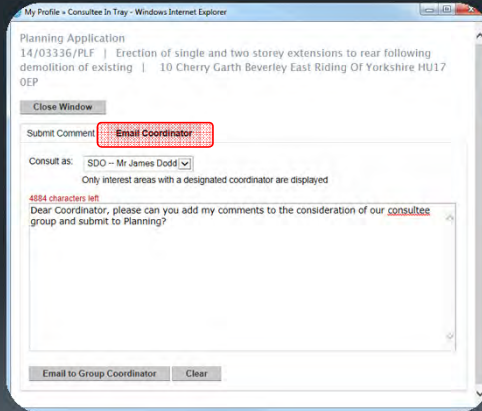 My Profile » Consultee In Tray - Windows Internet Explorer
Planning Application
14/03336/PLF | Erection of single and two storey extensions to rear following
demolition of existing | 10 Cherry Garth Beverley East Riding Of Yorkshire HU17
0EP
Close Window
Submit Comment Email Coordinator
Consult as: SDO -- Mr James Dodd
Only interest areas with a designated coordinator are displayed
4884 characters left
Dear Coordinator, please can you add my comments to the consideration of our consultee
group and submit to Planning?
Email to Group Coordinator Clear